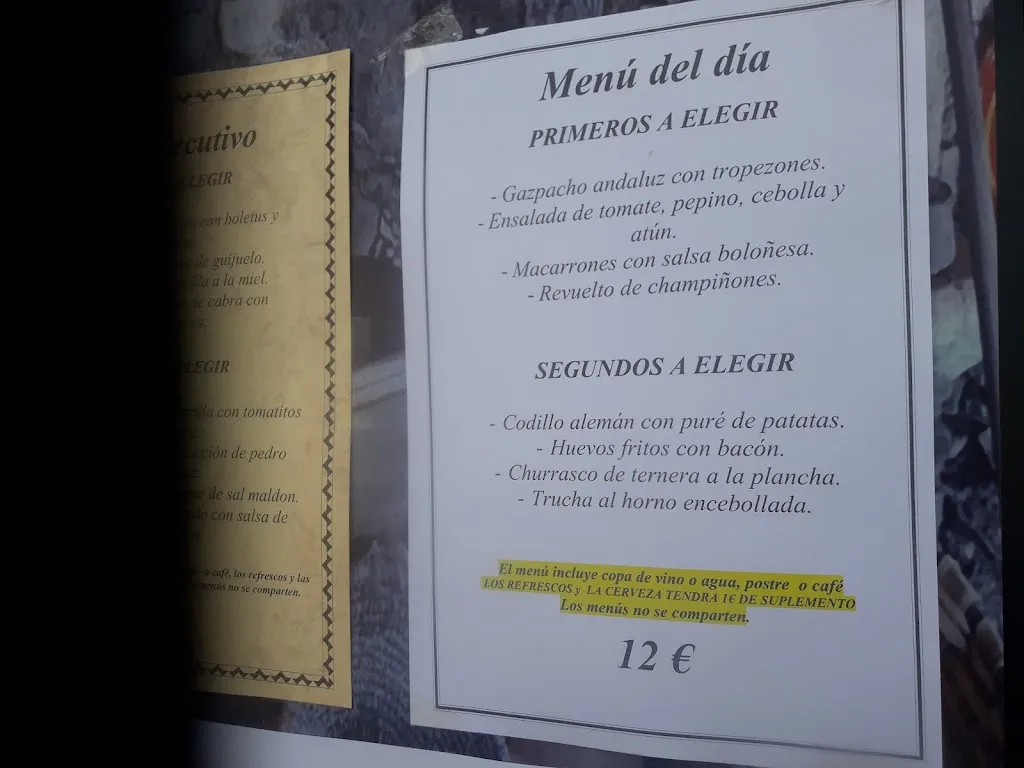 ecutivo
ELEGIR
con boletus y
de guijuelo.
a la miel.
de cabra con
ELEGIR
con tomatitos
de pedro
de sal maldon.
con salsa de
café, los refrescos y las
menús no se comparten.
Menú del día
PRIMEROS A ELEGIR
- Gazpacho andaluz con tropezones.
- Ensalada de tomate, pepino, cebolla y
atún.
- Macarrones con salsa boloñesa.
- Revuelto de champiñones.
SEGUNDOS A ELEGIR
- Codillo alemán con puré de patatas.
- Huevos fritos con bacón.
- Churrasco de ternera a la plancha.
- Trucha al horno encebollada.
El menú incluye copa de vino o agua, postre o café
LOS REFRESCOS y LA CERVEZA TENDRA 1€ DE SUPLEMENTO
Los menús no se comparten.
12 €